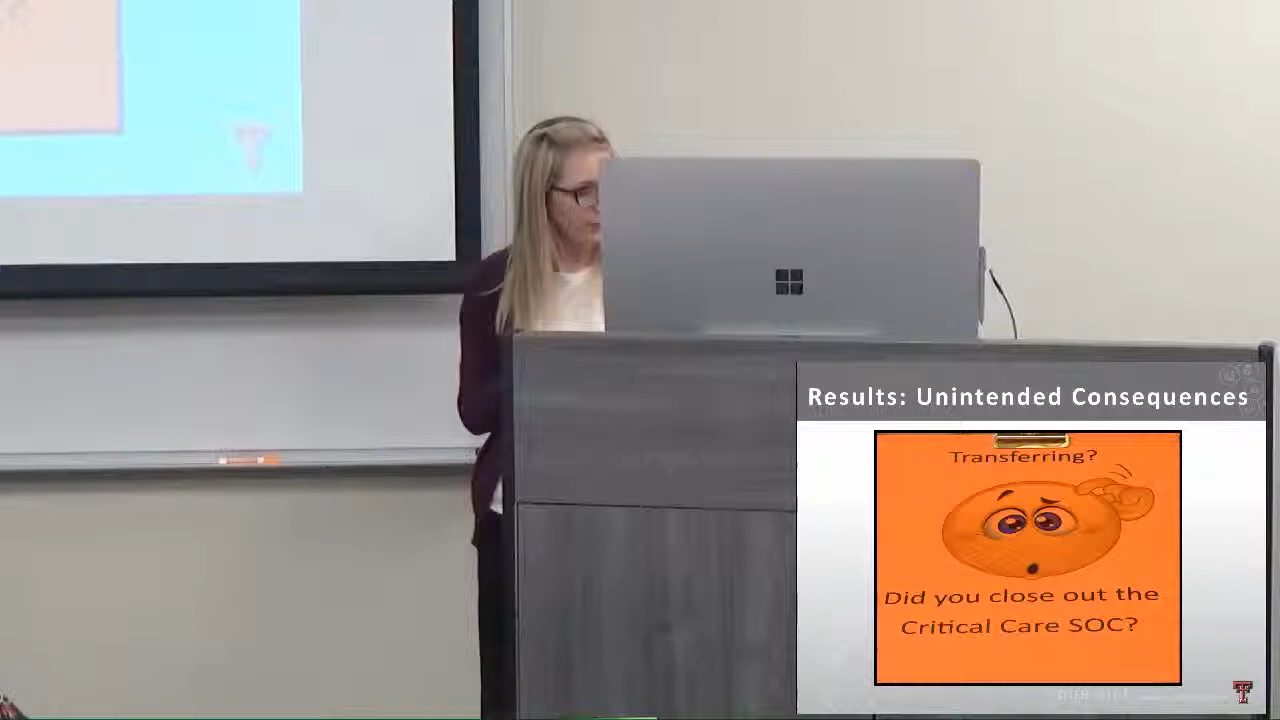 Results: Unintended Consequences
Transferring?
Did you close out the
Critical Care SOC?